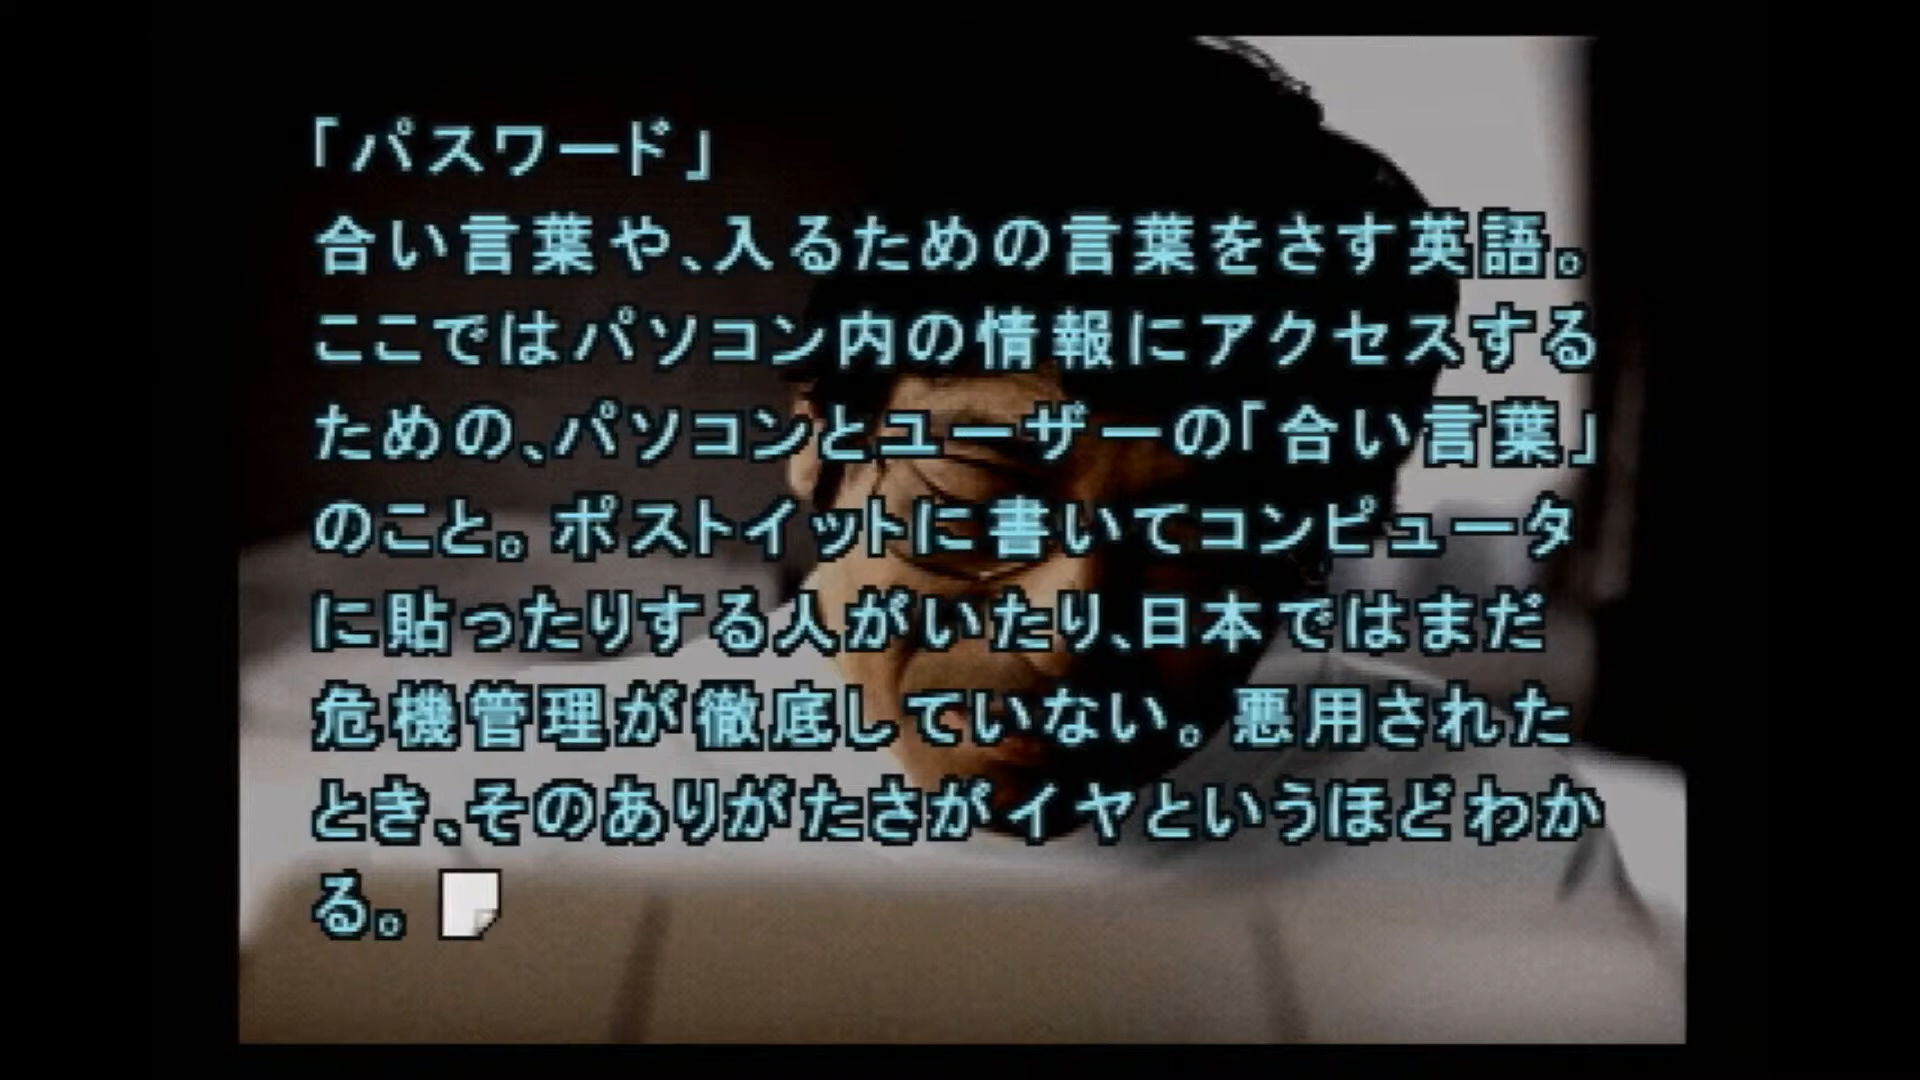 「パスワード」
合い言葉や、入るための言葉をさす英語。
ここではパソコン内の情報にアクセスする
ための、パソコンとユーザーの「合い言葉」
のこと。ポストイットに書いてコンピュータ
に貼ったりする人がいたり、日本ではまだ
危機管理が徹底していない。悪用された
とき、そのありがたさがイヤというほどわか
る。